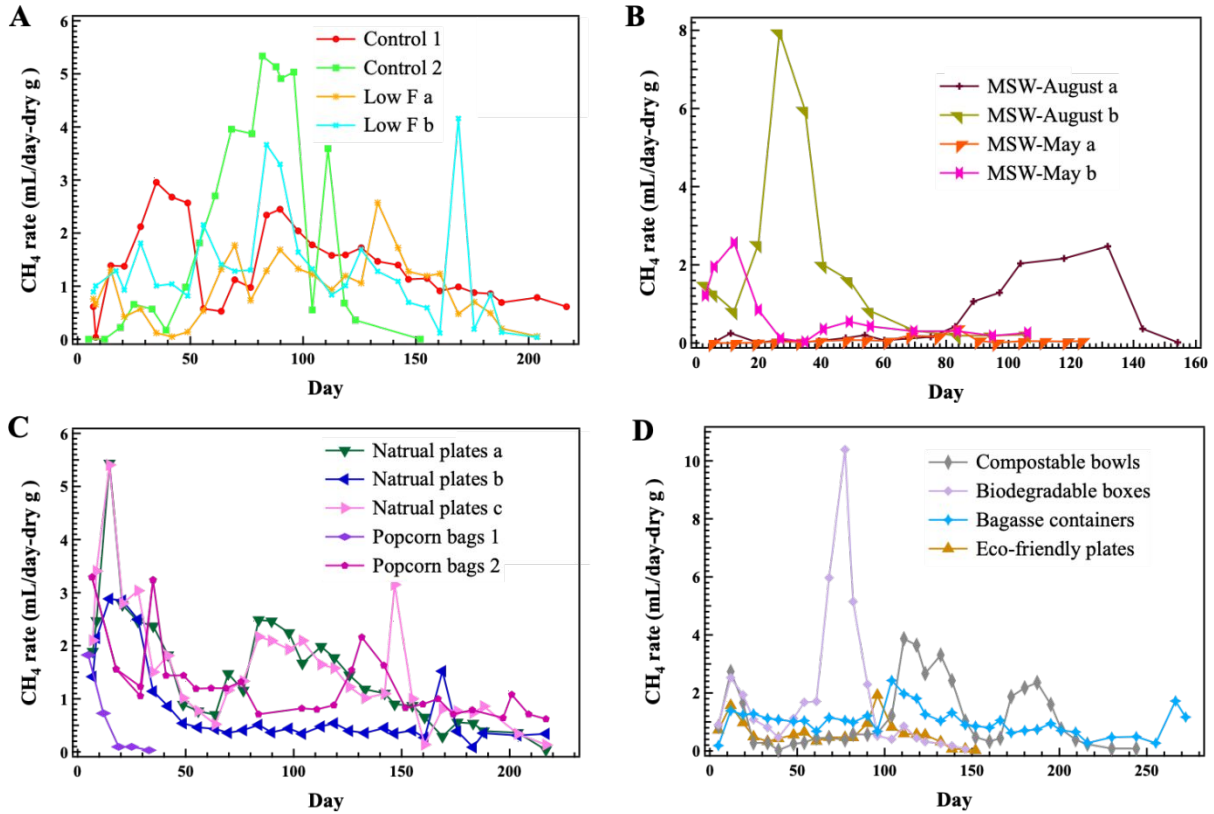 A
CH4 rate (mL/day-dry g )
6
5
4
3
2
1
0
Control 1
Control 2
Low F a
Low F b
0 50 100 150 200
Day
B
CH4 rate (mL/day-dry g )
8
6
4
2
0
MSW-August a
MSW-August b
MSW-May a
MSW-May b
0 20 40 60 80 100 120 140 160
Day
C
CH4 rate (mL/day-dry g )
6
5
4
3
2
1
0
Natrual plates a
Natrual plates b
Natrual plates c
Popcorn bags 1
Popcorn bags 2
0 50 100 150 200
Day
D
CH4 rate (mL/day-dry g )
10
8
6
4
2
0
Compostable bowls
Biodegradable boxes
Bagasse containers
Eco-friendly plates
0 50 100 150 200 250
Day